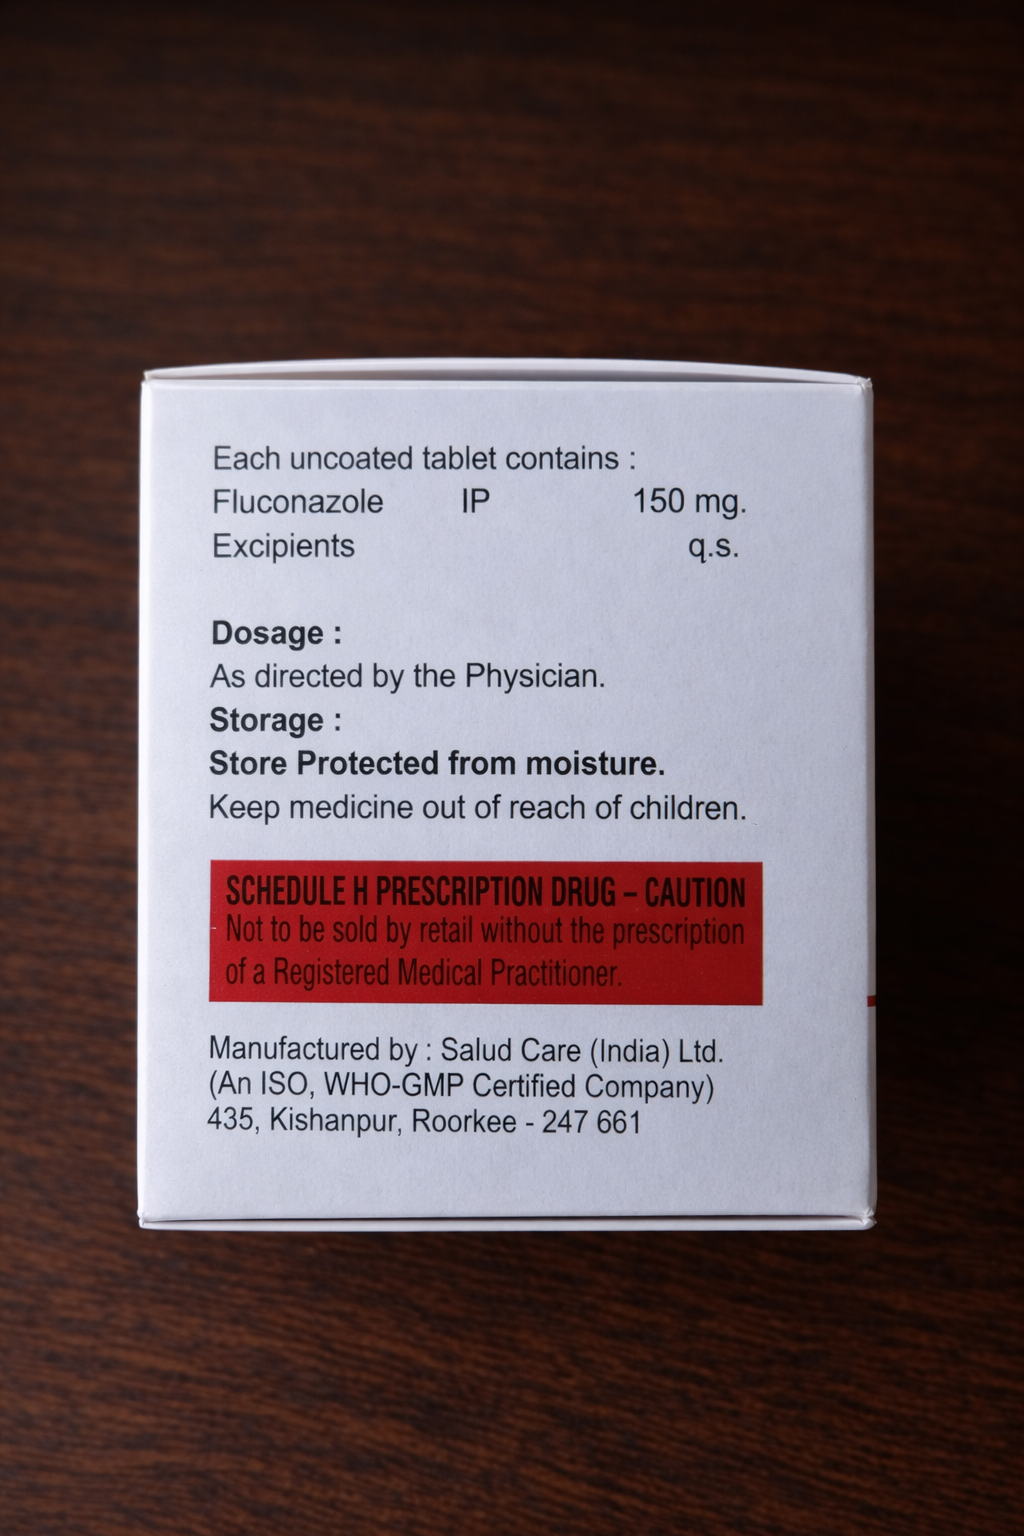 Each uncoated tablet contains :
Fluconazole IP 150 mg.
Excipients q.s.
Dosage :
As directed by the Physician.
Storage :
Store Protected from moisture.
Keep medicine out of reach of children.
SCHEDULE H PRESCRIPTION DRUG – CAUTION
Not to be sold by retail without the prescription
of a Registered Medical Practitioner.
Manufactured by : Salud Care (India) Ltd.
(An ISO, WHO-GMP Certified Company)
435, Kishanpur, Roorkee - 247 661